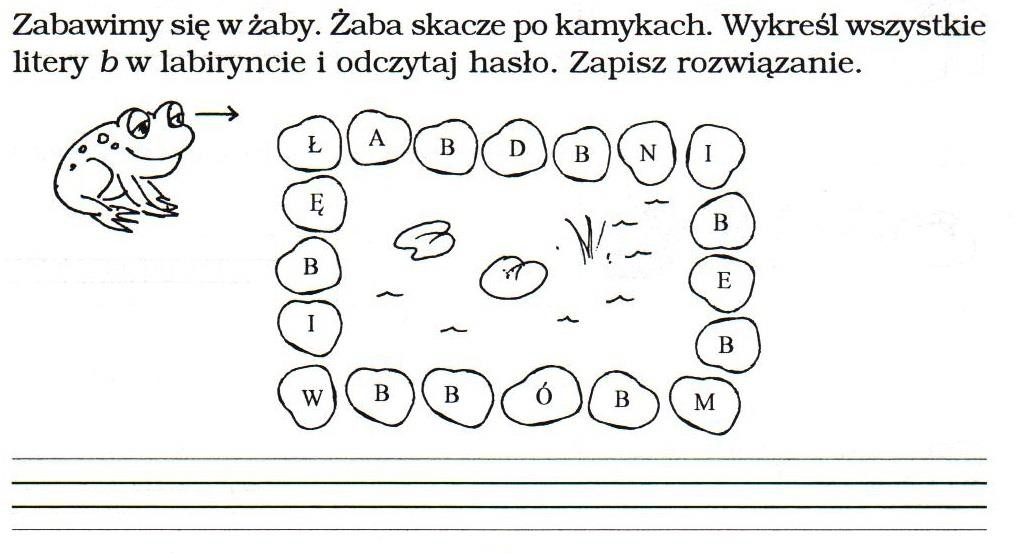 Zabawimy się w żaby. Żaba skacze po kamykach. Wykreśl wszystkie
litery b w labiryncie i odczytaj hasło. Zapisz rozwiązanie.
Ł A B D B N I
Ę B
B E
I B
W B B Ó B M